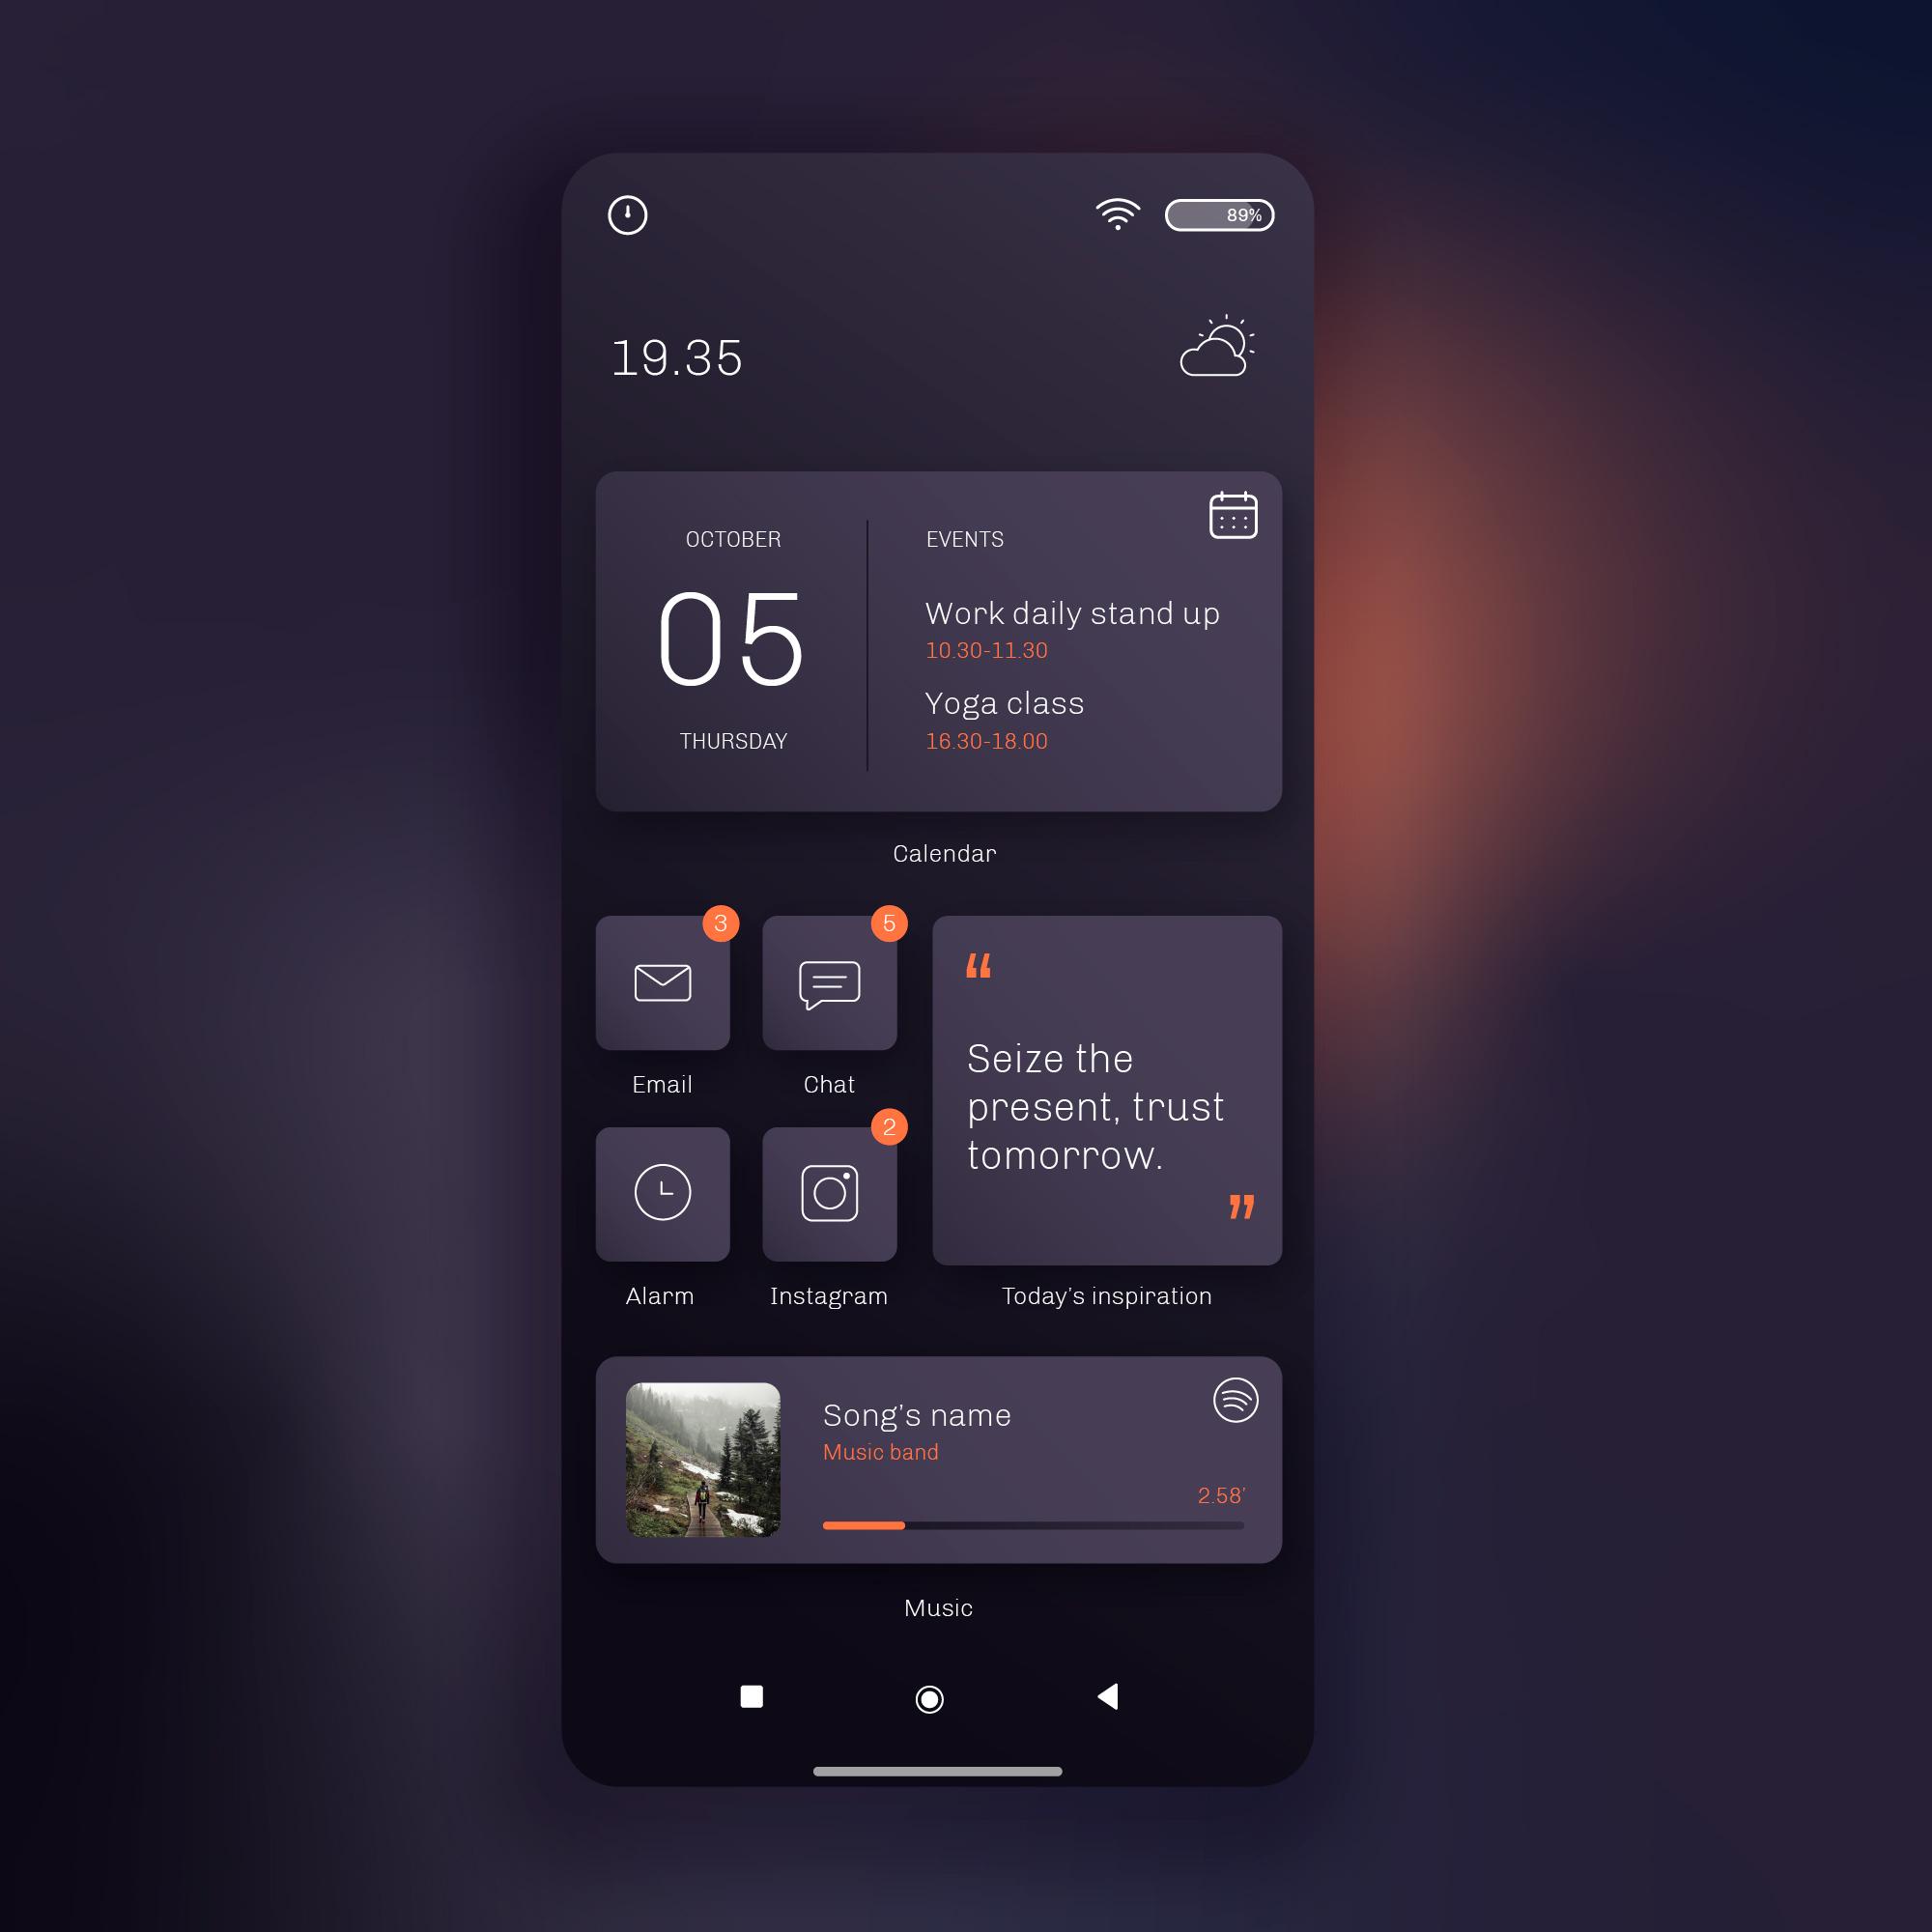 89%
19.35
OCTOBER
05
THURSDAY
EVENTS
Work daily stand up
10.30-11.30
Yoga class
16.30-18.00
Calendar
3
Email
5
Chat
Alarm
2
Instagram
“
Seize the
present, trust
tomorrow.
”
Today’s inspiration
Song’s name
Music band
2.58'
Music